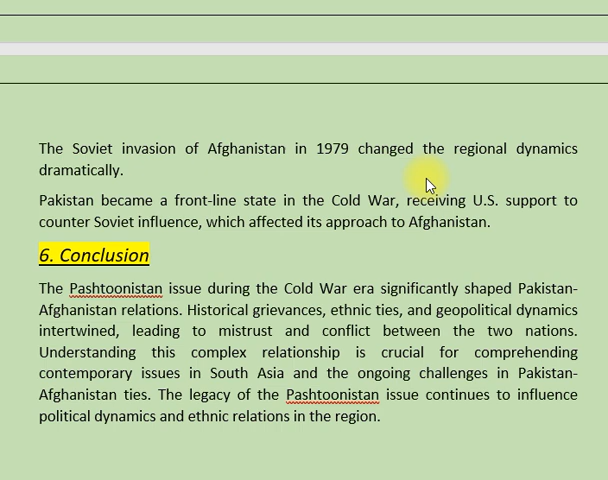 The Soviet invasion of Afghanistan in 1979 changed the regional dynamics
dramatically.
Pakistan became a front-line state in the Cold War, receiving U.S. support to
counter Soviet influence, which affected its approach to Afghanistan.
6. Conclusion
The Pashtoonistan issue during the Cold War era significantly shaped Pakistan-
Afghanistan relations. Historical grievances, ethnic ties, and geopolitical dynamics
intertwined, leading to mistrust and conflict between the two nations.
Understanding this complex relationship is crucial for comprehending
contemporary issues in South Asia and the ongoing challenges in Pakistan-
Afghanistan ties. The legacy of the Pashtoonistan issue continues to influence
political dynamics and ethnic relations in the region.